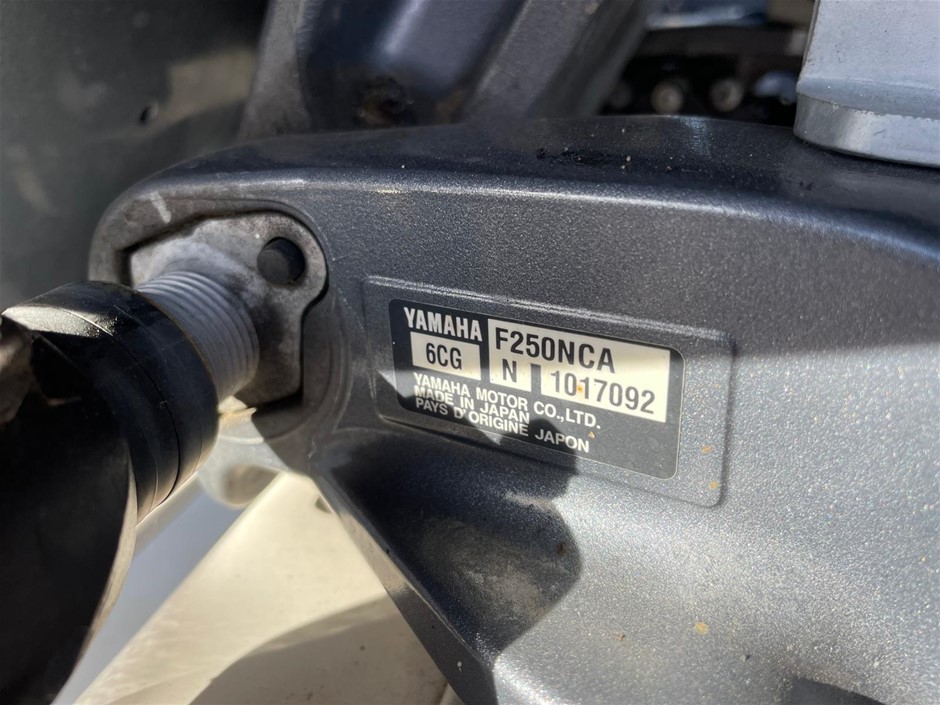 YAMAHA F250NCA
6CG N 1017092
YAMAHA MOTOR CO.,LTD.
MADE IN JAPAN
PAYS D'ORIGINE JAPON